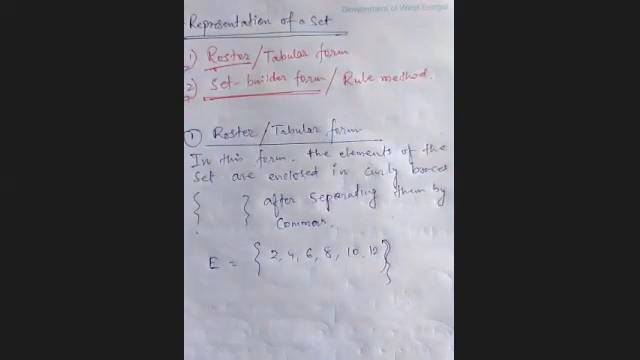 Government of West Bengal
Representation of a Set
1) Roster/Tabular form
2) Set-builder form/Rule method.
① Roster/Tabular form
In this form, the elements of the
set are enclosed in curly braces
{ } after separating them by
commas.
E = { 2, 4, 6, 8, 10, 12 }